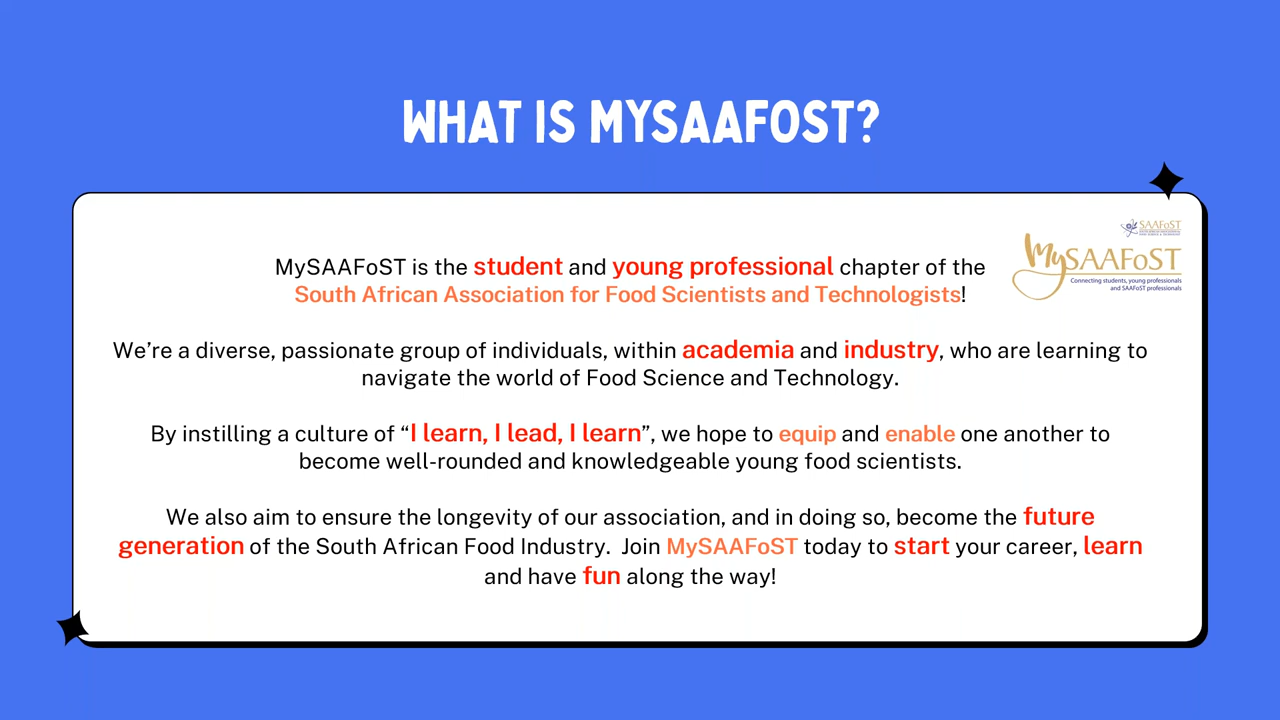 WHAT IS MYSAAFOST?
SAAFoST
MySAAFoST
Connecting students, young professionals
and SAAFoST professionals
MySAAFoST is the student and young professional chapter of the
South African Association for Food Scientists and Technologists!
We’re a diverse, passionate group of individuals, within academia and industry, who are learning to
navigate the world of Food Science and Technology.
By instilling a culture of “I learn, I lead, I learn”, we hope to equip and enable one another to
become well-rounded and knowledgeable young food scientists.
We also aim to ensure the longevity of our association, and in doing so, become the future
generation of the South African Food Industry.  Join MySAAFoST today to start your career, learn
and have fun along the way!